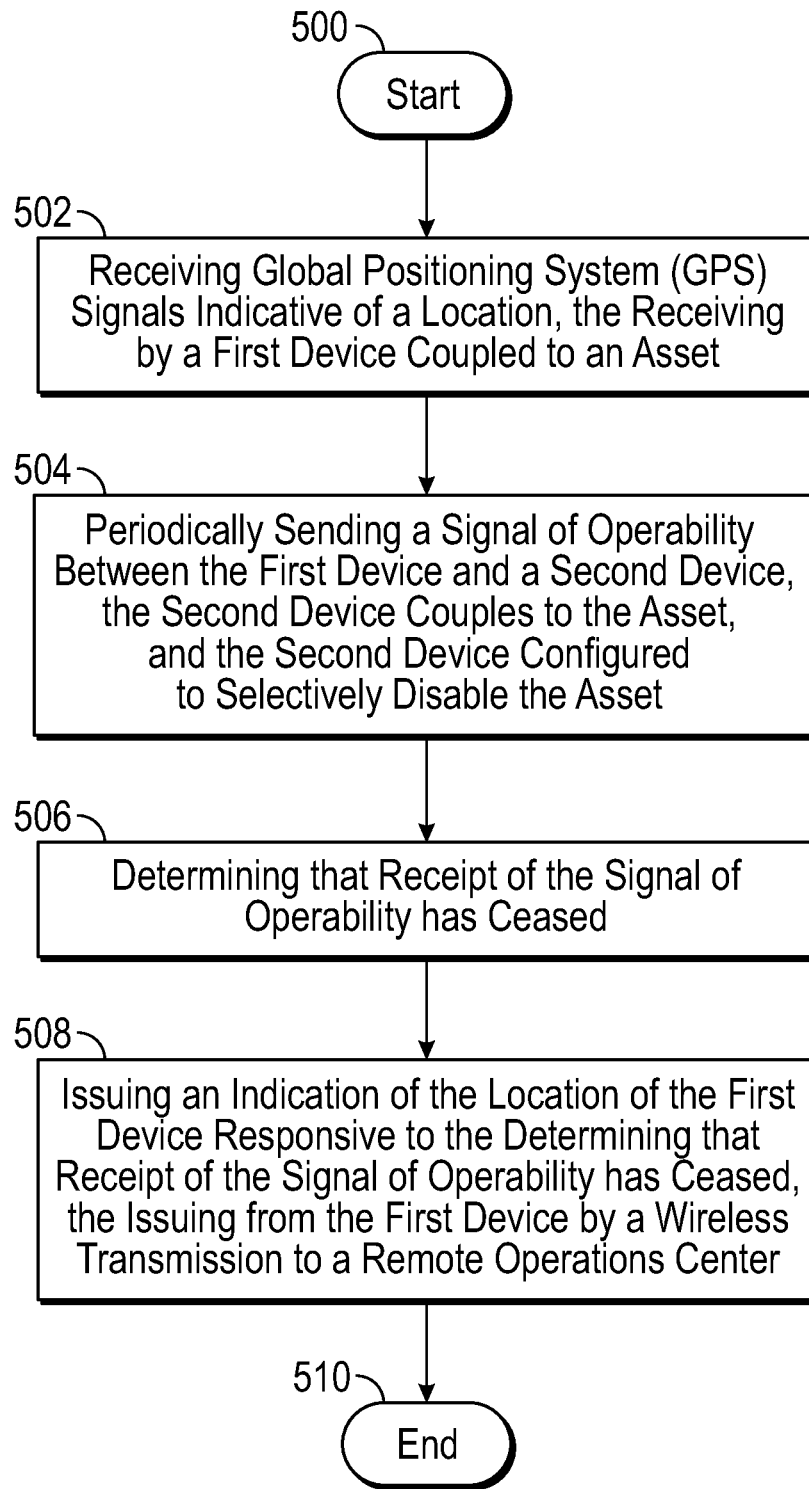 500
Start
502
Receiving Global Positioning System (GPS)
Signals Indicative of a Location, the Receiving
by a First Device Coupled to an Asset
504
Periodically Sending a Signal of Operability
Between the First Device and a Second Device,
the Second Device Couples to the Asset,
and the Second Device Configured
to Selectively Disable the Asset
506
Determining that Receipt of the Signal of
Operability has Ceased
508
Issuing an Indication of the Location of the First
Device Responsive to the Determining that
Receipt of the Signal of Operability has Ceased,
the Issuing from the First Device by a Wireless
Transmission to a Remote Operations Center
510
End